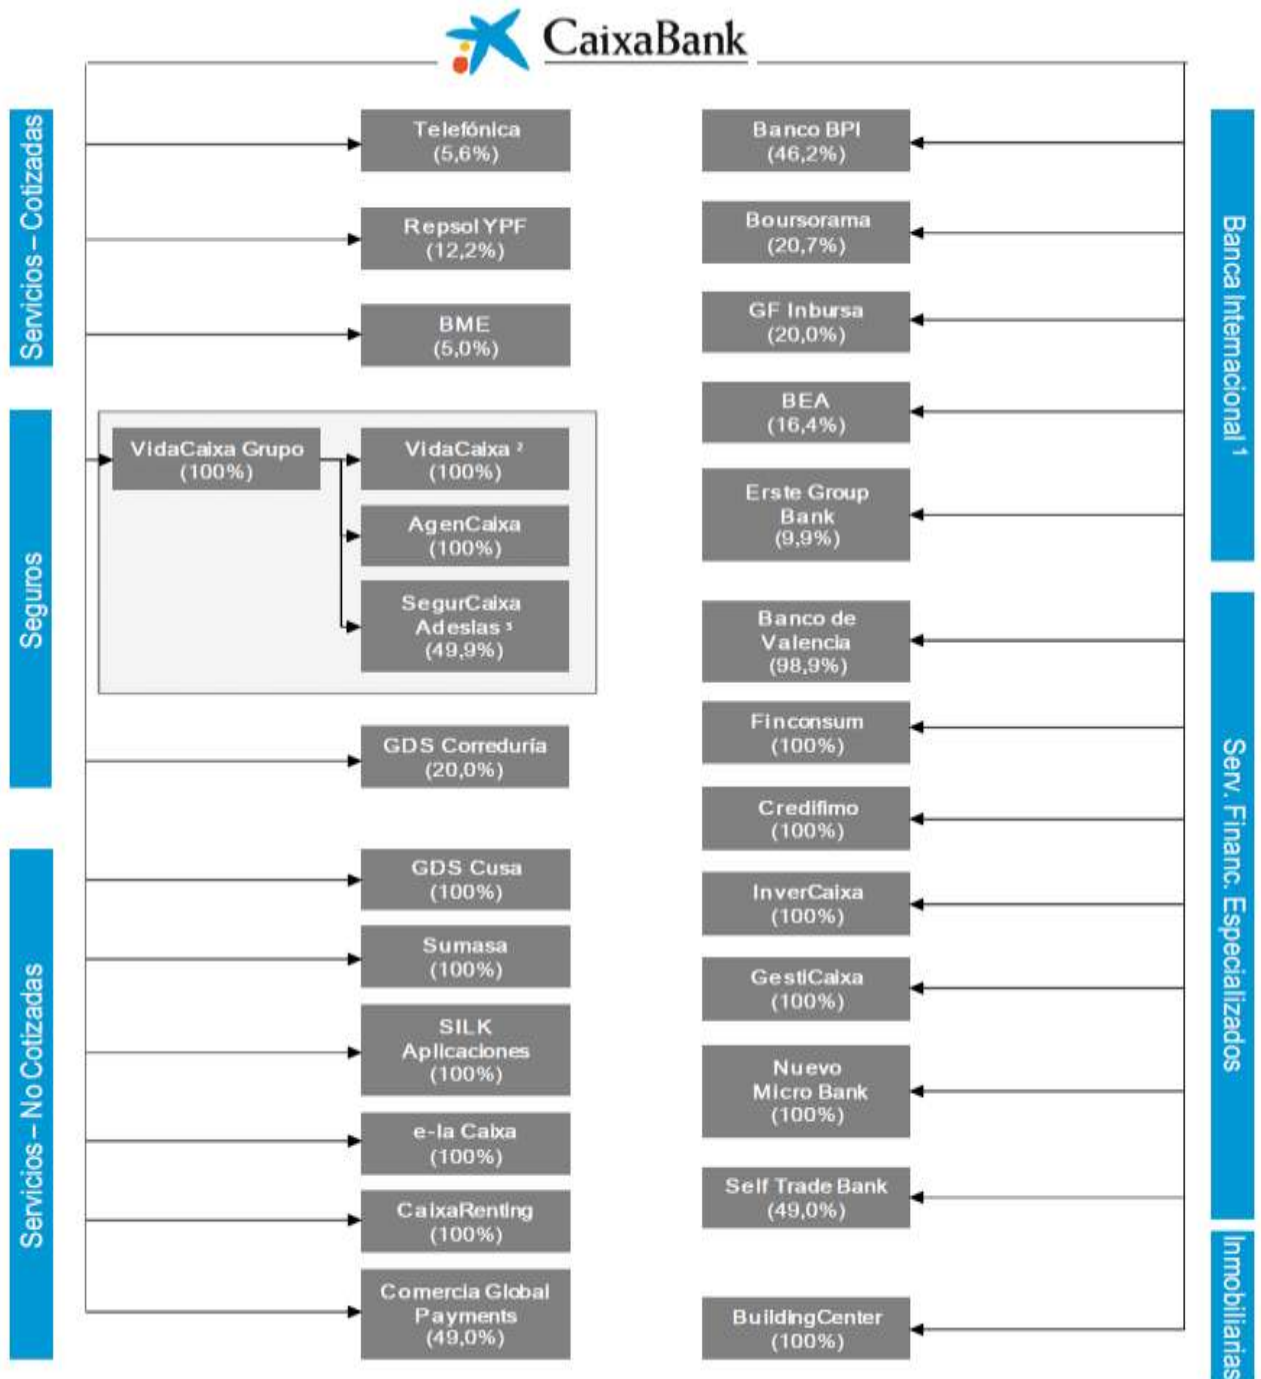 CaixaBank
Servicios – Cotizadas
Telefónica
(5,6%)
Repsol YPF
(12,2%)
BME
(5,0%)
Seguros
VidaCaixa Grupo
(100%)
VidaCaixa ²
(100%)
AgenCaixa
(100%)
SegurCaixa
Adeslas ³
(49,9%)
GDS Correduría
(20,0%)
Servicios – No Cotizadas
GDS Cusa
(100%)
Sumasa
(100%)
SILK
Aplicaciones
(100%)
e-la Caixa
(100%)
CaixaRenting
(100%)
Comercia Global
Payments
(49,0%)
Banca Internacional ¹
Banco BPI
(46,2%)
Boursorama
(20,7%)
GF Inbursa
(20,0%)
BEA
(16,4%)
Erste Group
Bank
(9,9%)
Serv. Financ. Especializados
Banco de
Valencia
(98,9%)
Finconsum
(100%)
Credifimo
(100%)
InverCaixa
(100%)
GestiCaixa
(100%)
Nuevo
Micro Bank
(100%)
Self Trade Bank
(49,0%)
Inmobiliarias
BuildingCenter
(100%)